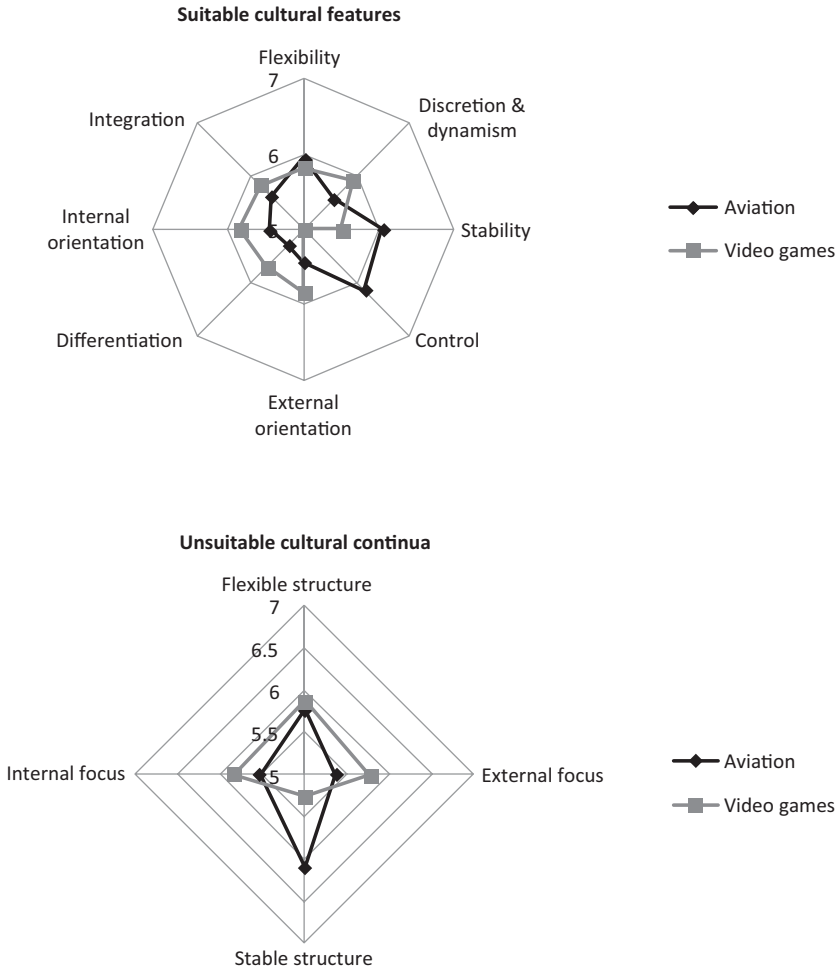 Suitable cultural features
Flexibility
7
Discretion &
dynamism
Integration
6
Internal
orientation
5
Stability
Aviation
Video games
Differentiation
Control
External
orientation
Unsuitable cultural continua
Flexible structure
7
6.5
6
5.5
Internal focus
5
External focus
Aviation
Video games
Stable structure